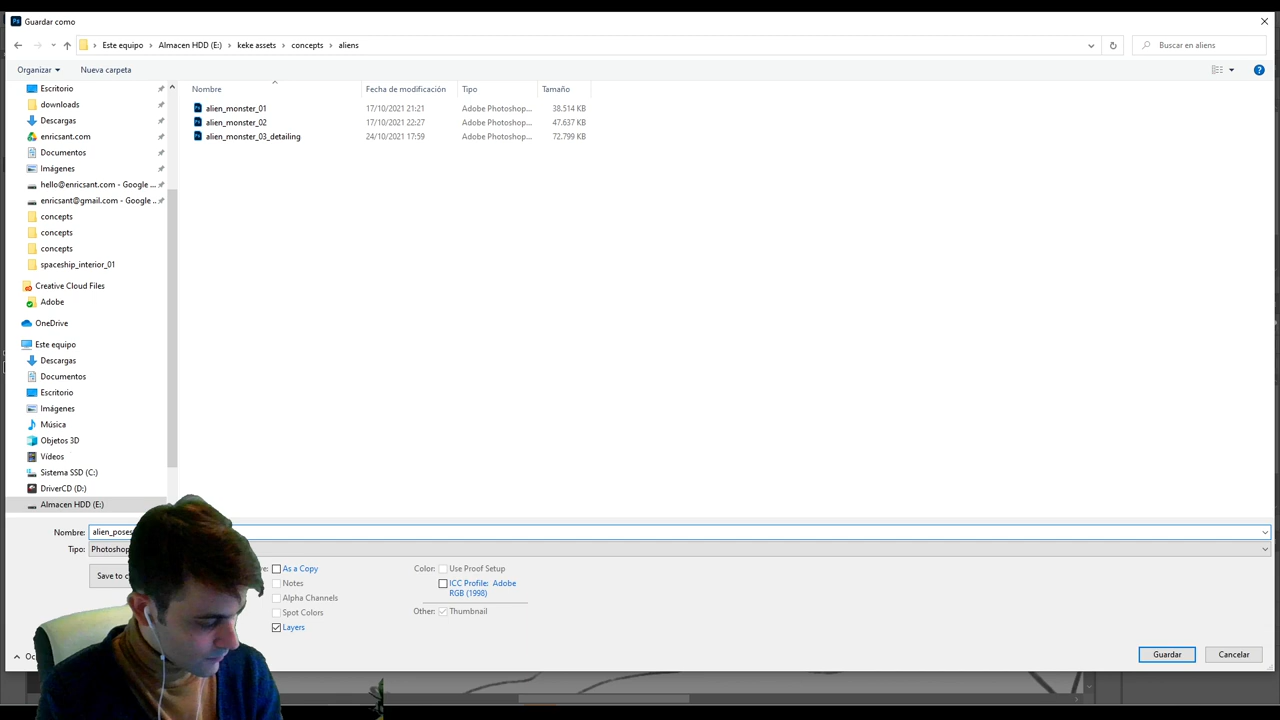 Guardar como
Este equipo > Almacen HDD (E:) > keke assets > concepts > aliens
Buscar en aliens
Organizar
Nueva carpeta
Nombre Fecha de modificación Tipo Tamaño
alien_monster_01 17/10/2021 21:21 Adobe Photoshop... 38.514 KB
alien_monster_02 17/10/2021 22:27 Adobe Photoshop... 47.637 KB
alien_monster_03_detailing 24/10/2021 17:59 Adobe Photoshop... 72.799 KB
Escritorio
downloads
Descargas
enricsant.com
Documentos
Imágenes
hello@enricsant.com - Google ...
enricsant@gmail.com - Google ...
concepts
concepts
concepts
spaceship_interior_01
Creative Cloud Files
Adobe
OneDrive
Este equipo
Descargas
Documentos
Escritorio
Imágenes
Música
Objetos 3D
Vídeos
Sistema SSD (C:)
DriverCD (D:)
Almacen HDD (E:)
Nombre: alien_poses
Tipo: Photoshop
Save to
As a Copy
Notes
Alpha Channels
Spot Colors
Layers
Color: Use Proof Setup
ICC Profile: Adobe
RGB (1998)
Other: Thumbnail
Guardar
Cancelar